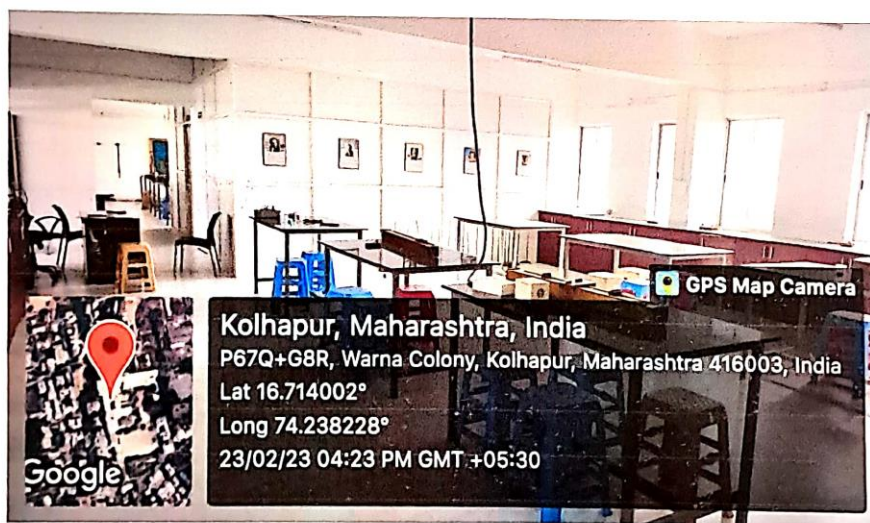 GPS Map Camera
Kolhapur, Maharashtra, India
P67Q+G8R, Warna Colony, Kolhapur, Maharashtra 416003, India
Lat 16.714002°
Long 74.238228°
23/02/23 04:23 PM GMT +05:30
Google